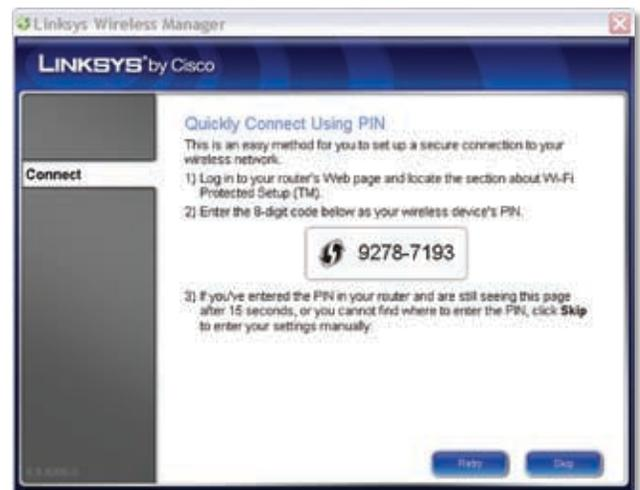 Linksys Wireless Manager
LINKSYS® by Cisco
Quickly Connect Using PIN
This is an easy method for you to set up a secure connection to your
wireless network.
Connect
1) Log in to your router's Web page and locate the section about Wi-Fi
Protected Setup (TM).
2) Enter the 8-digit code below as your wireless device's PIN.
9278-7193
3) If you've entered the PIN in your router and are still seeing this page
after 15 seconds, or you cannot find where to enter the PIN, click Skip
to enter your settings manually.
Retry
Skip